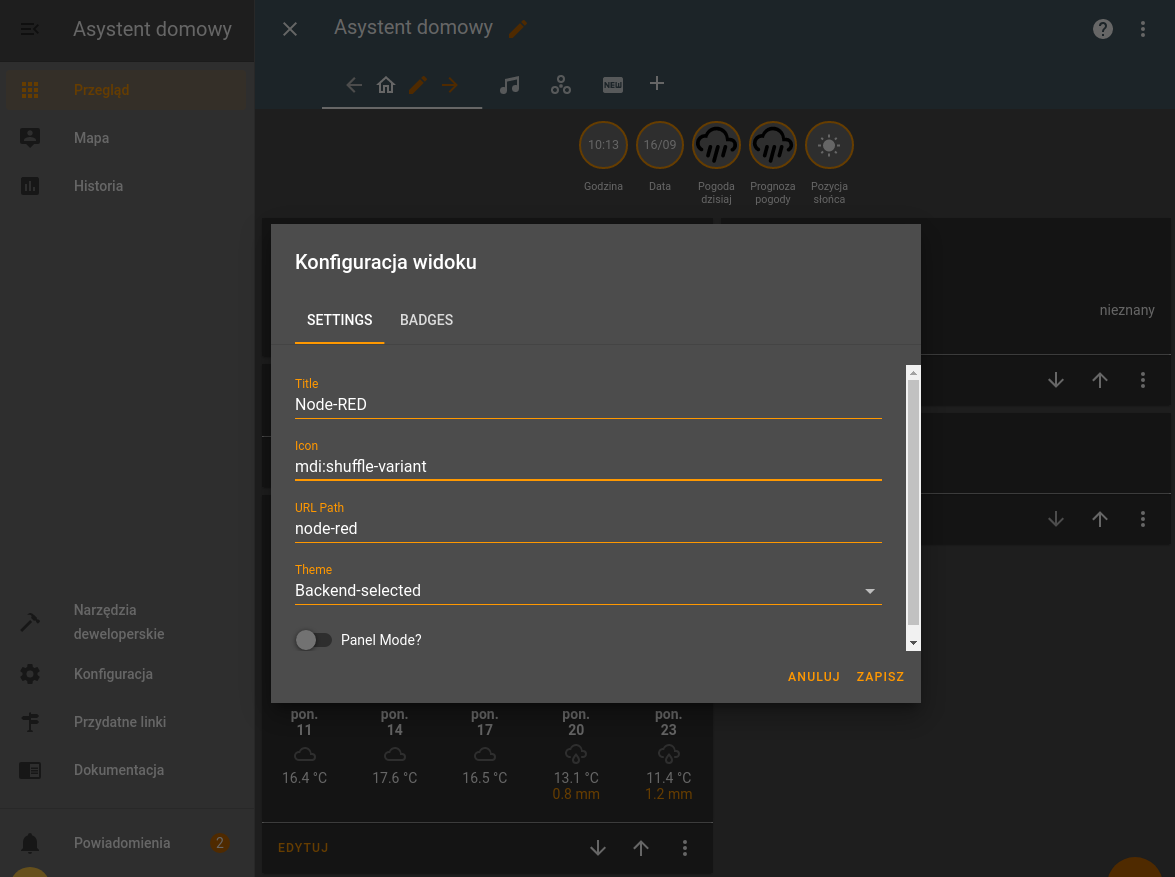 Asystent domowy
Asystent domowy
Przegląd
Mapa
Historia
NEW
10:13
16/09
Godzina
Data
Pogoda
dzisiaj
Prognoza
pogody
Pozycja
słońca
nieznany
Konfiguracja widoku
SETTINGS
BADGES
Title
Node-RED
Icon
mdi:shuffle-variant
URL Path
node-red
Theme
Backend-selected
Panel Mode?
ANULUJ
ZAPISZ
Narzędzia
deweloperskie
Konfiguracja
Przydatne linki
Dokumentacja
Powiadomienia
2
pon.
11
16.4 °C
pon.
14
17.6 °C
pon.
17
16.5 °C
pon.
20
13.1 °C
0.8 mm
pon.
23
11.4 °C
1.2 mm
EDYTUJ